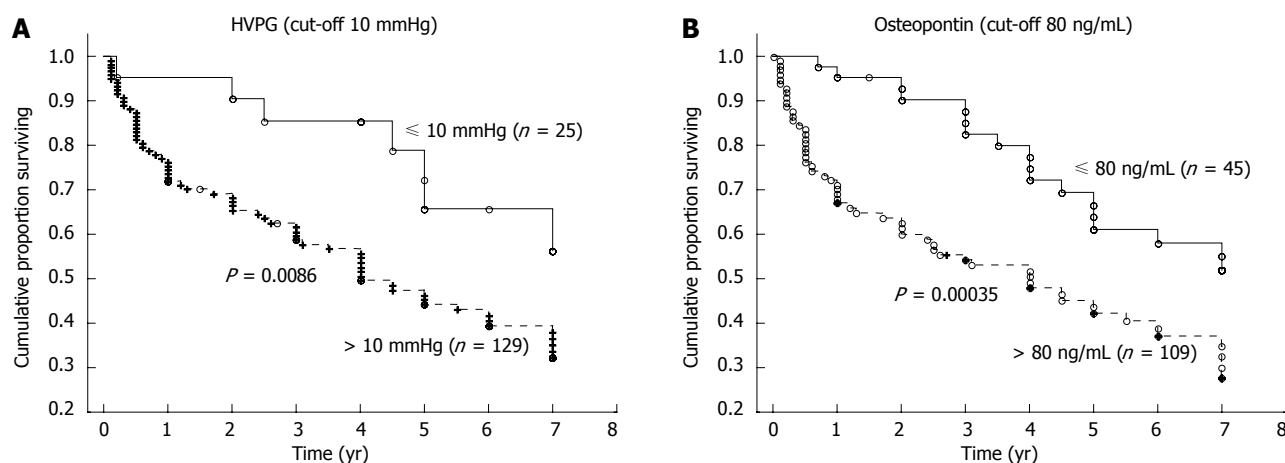 A
HVPG (cut-off 10 mmHg)
Cumulative proportion surviving
1.0
0.9
0.8
0.7
0.6
0.5
0.4
0.3
0.2
≤ 10 mmHg (n = 25)
P = 0.0086
> 10 mmHg (n = 129)
0 1 2 3 4 5 6 7 8
Time (yr)
B
Osteopontin (cut-off 80 ng/mL)
Cumulative proportion surviving
1.0
0.9
0.8
0.7
0.6
0.5
0.4
0.3
0.2
≤ 80 ng/mL (n = 45)
P = 0.00035
> 80 ng/mL (n = 109)
0 1 2 3 4 5 6 7 8
Time (yr)